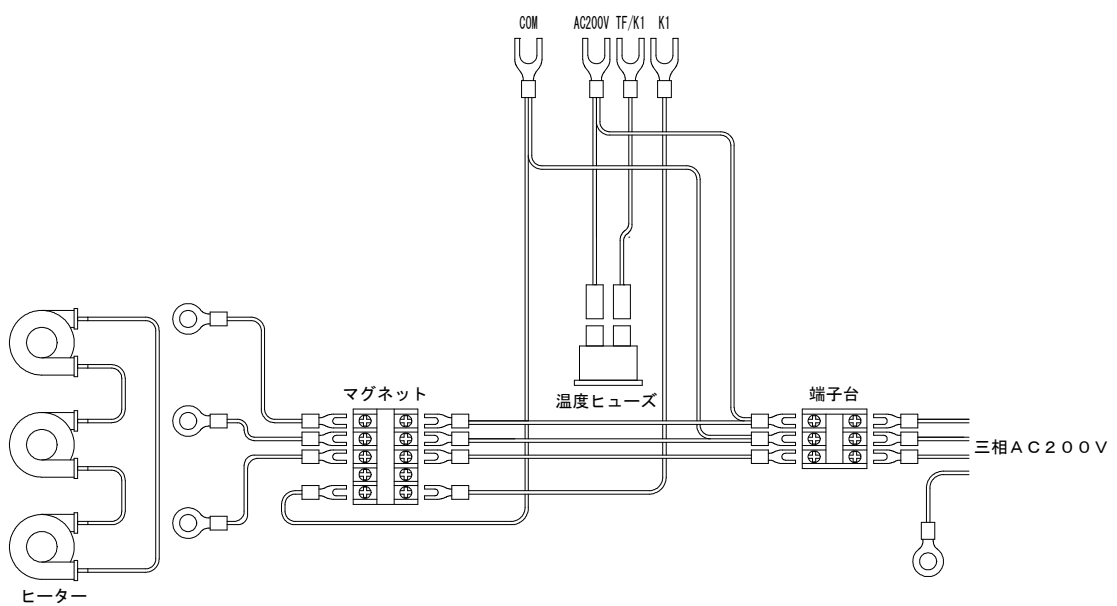 COM AC200V TF/K1 K1
マグネット
温度ヒューズ
端子台
三相AC200V
ヒーター